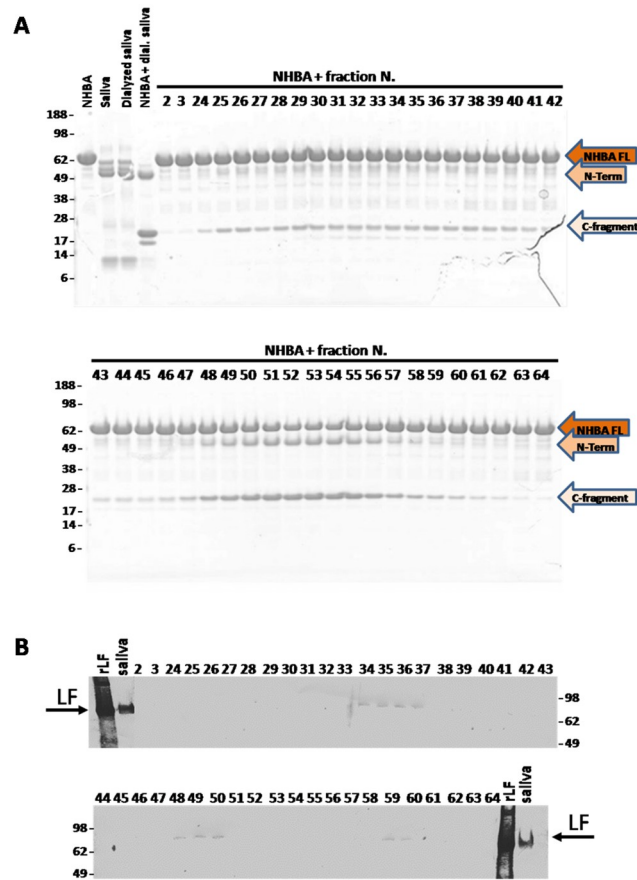 A
NHBA
Saliva
Dialyzed saliva
NHBA + dial. saliva
NHBA + fraction N.
2 3 24 25 26 27 28 29 30 31 32 33 34 35 36 37 38 39 40 41 42
188-
98-
62-
49-
38-
28-
17-
14-
6-
NHBA FL
N-Term
C-fragment
NHBA + fraction N.
43 44 45 46 47 48 49 50 51 52 53 54 55 56 57 58 59 60 61 62 63 64
188-
98-
62-
49-
38-
28-
17-
14-
6-
NHBA FL
N-Term
C-fragment
B
rLF
saliva
2 3 24 25 26 27 28 29 30 31 32 33 34 35 36 37 38 39 40 41 42 43
LF
-98
-62
-49
44 45 46 47 48 49 50 51 52 53 54 55 56 57 58 59 60 61 62 63 64
rLF
saliva
98-
62-
49-
LF